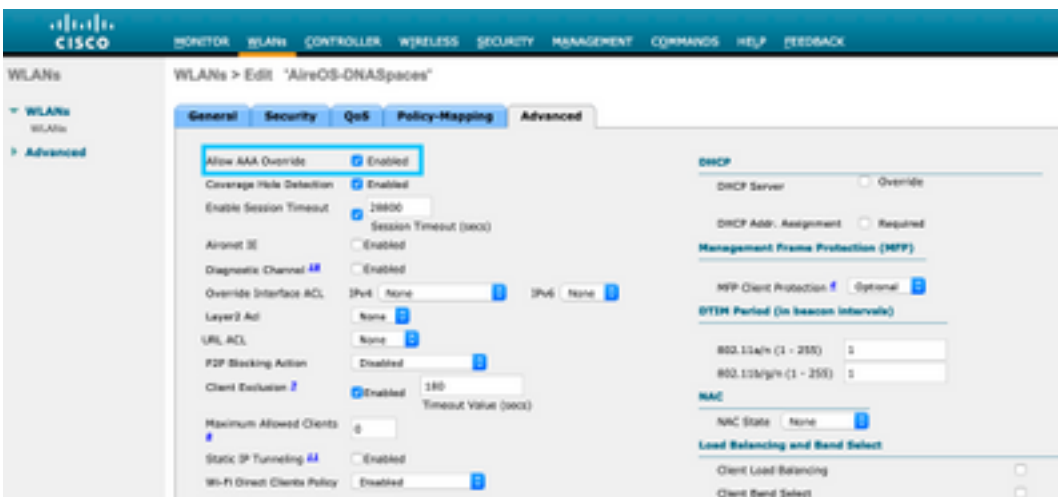 CISCO
MONITOR WLANs CONTROLLER WIRELESS SECURITY MANAGEMENT COMMANDS HELP FEEDBACK
WLANs
WLANs > Edit 'AireOS-DNASpaces'
WLANs
WLANs
Advanced
General Security QoS Policy-Mapping Advanced
Allow AAA Override Enabled
Coverage Hole Detection Enabled
Enable Session Timeout 28800
Session Timeout (secs)
Aironet IE Enabled
Diagnostic Channel 18 Enabled
Override Interface ACL IPv4 None IPv6 None
Layer2 Acl None
URL ACL None
P2P Blocking Action Disabled
Client Exclusion Enabled 180
Timeout Value (secs)
Maximum Allowed Clients 0
Static IP Tunneling Enabled
Wi-Fi Direct Clients Policy Disabled
DHCP
DHCP Server Override
DHCP Addr. Assignment Required
Management Frame Protection (MFP)
MFP Client Protection Optional
DTIM Period (in beacon intervals)
802.11a/n (1 - 255) 1
802.11b/g/n (1 - 255) 1
NAC
NAC State None
Load Balancing and Band Select
Client Load Balancing
Client Band Select